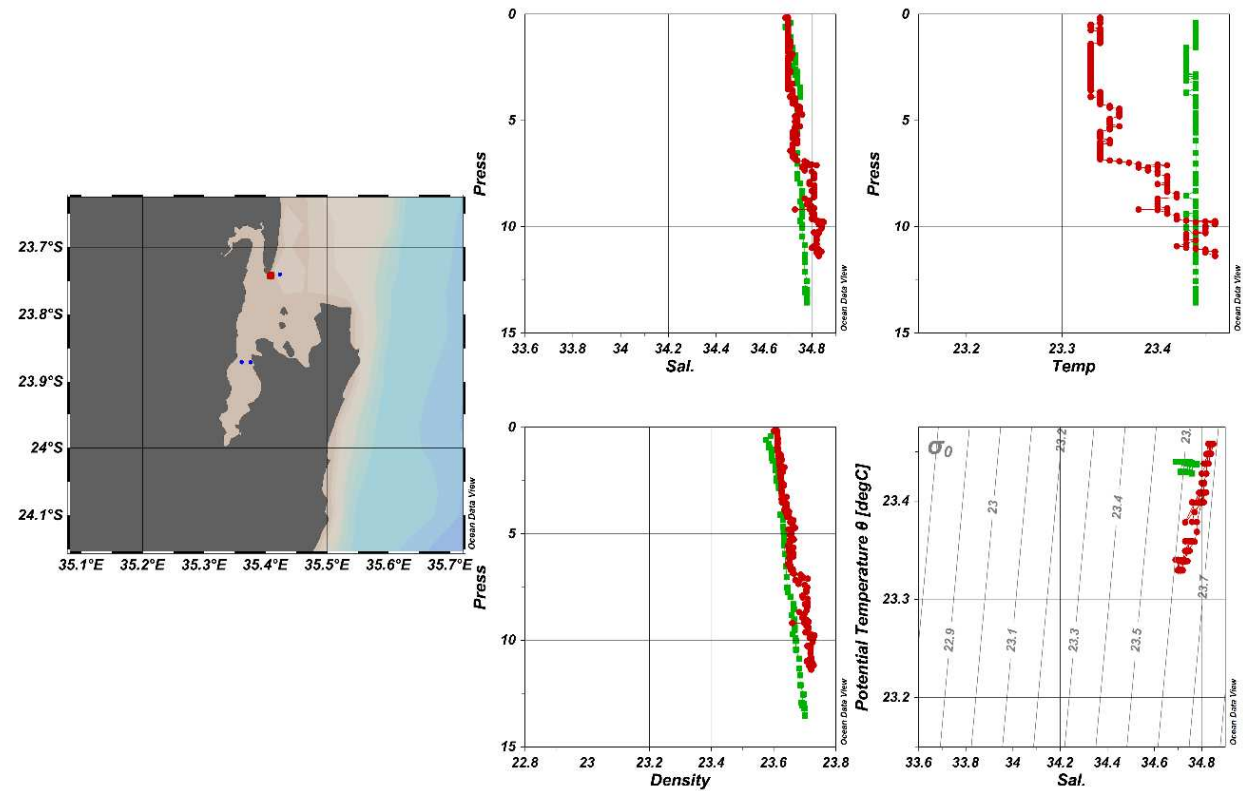 23.7°S
23.8°S
23.9°S
24°S
24.1°S
35.1°E 35.2°E 35.3°E 35.4°E 35.5°E 35.6°E 35.7°E
Ocean Data View
0
5
10
15
Press
33.6 33.8 34 34.2 34.4 34.6 34.8
Sal.
Ocean Data View
0
5
10
15
Press
23.2 23.3 23.4
Temp
Ocean Data View
0
5
10
15
Press
22.8 23 23.2 23.4 23.6 23.8
Density
Ocean Data View
σ0
23.4
23.3
23.2
Potential Temperature θ [degC]
23.2
23.
23
23.4
23.7
22.9
23.1
23.3
23.5
33.6 33.8 34 34.2 34.4 34.6 34.8
Sal.
Ocean Data View